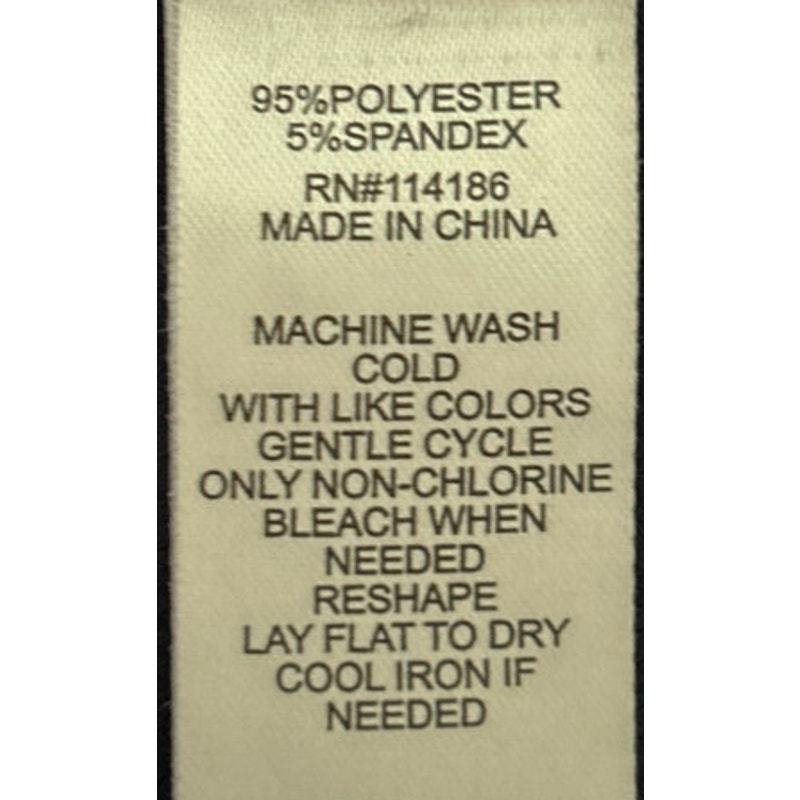 95%POLYESTER
5%SPANDEX
RN#114186
MADE IN CHINA
MACHINE WASH
COLD
WITH LIKE COLORS
GENTLE CYCLE
ONLY NON-CHLORINE
BLEACH WHEN
NEEDED
RESHAPE
LAY FLAT TO DRY
COOL IRON IF
NEEDED